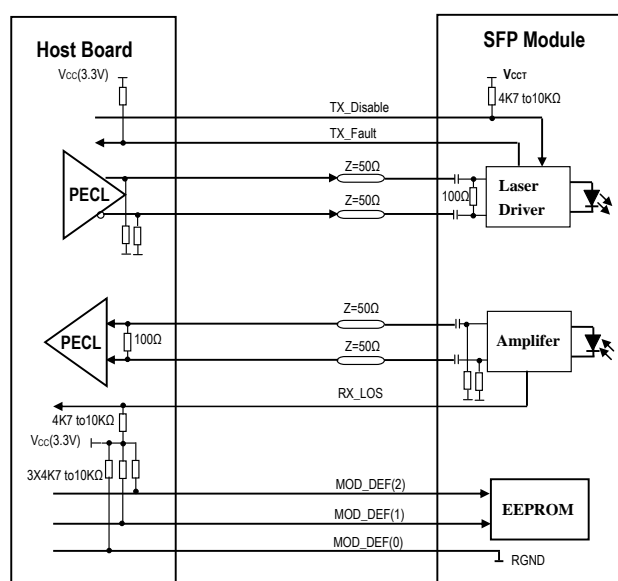 Host Board
SFP Module
Vcc(3.3V)
VCCT
4K7 to10KΩ
TX_Disable
TX_Fault
Z=50Ω
PECL
100Ω
Laser
Driver
Z=50Ω
Z=50Ω
PECL
100Ω
Amplifer
Z=50Ω
RX_LOS
4K7 to10KΩ
Vcc(3.3V)
3X4K7 to10KΩ
MOD_DEF(2)
EEPROM
MOD_DEF(1)
MOD_DEF(0)
RGND